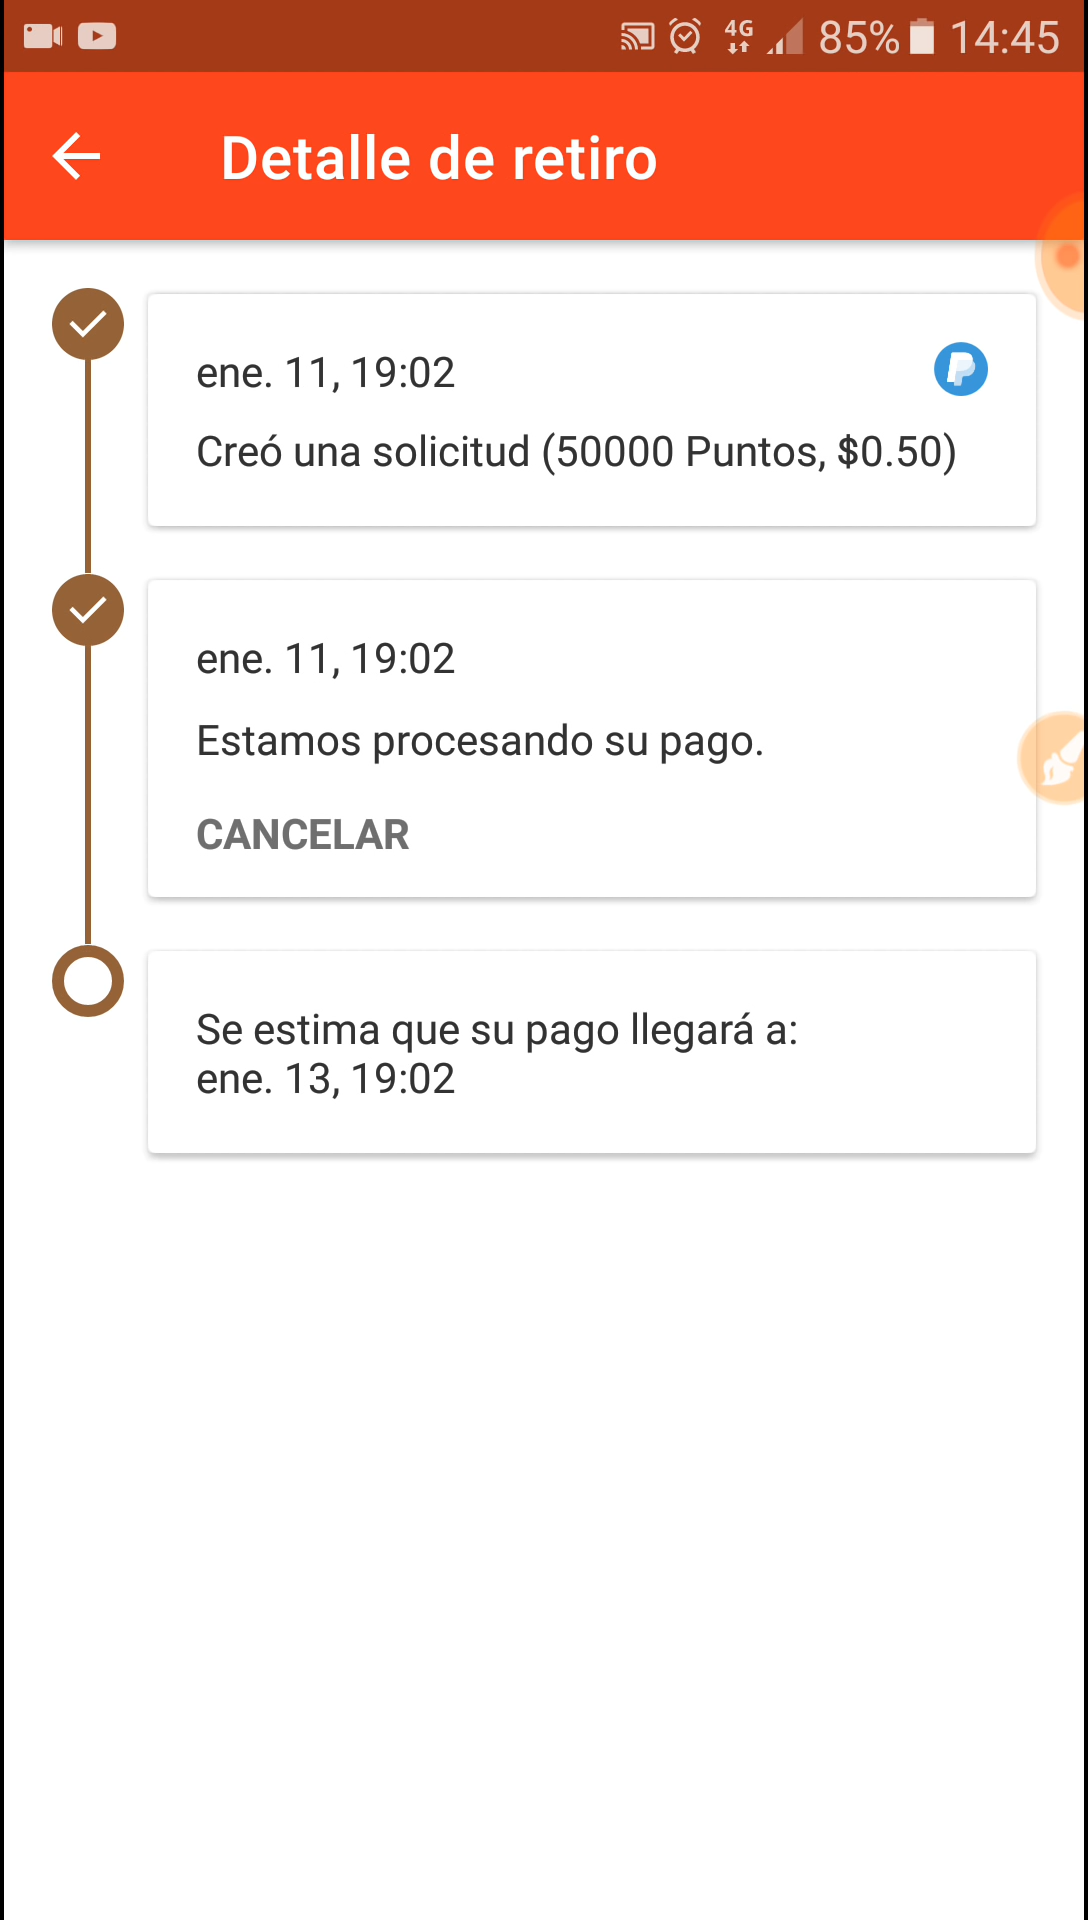 4G 85% 14:45
Detalle de retiro
ene. 11, 19:02
Creó una solicitud (50000 Puntos, $0.50)
ene. 11, 19:02
Estamos procesando su pago.
CANCELAR
Se estima que su pago llegará a:
ene. 13, 19:02